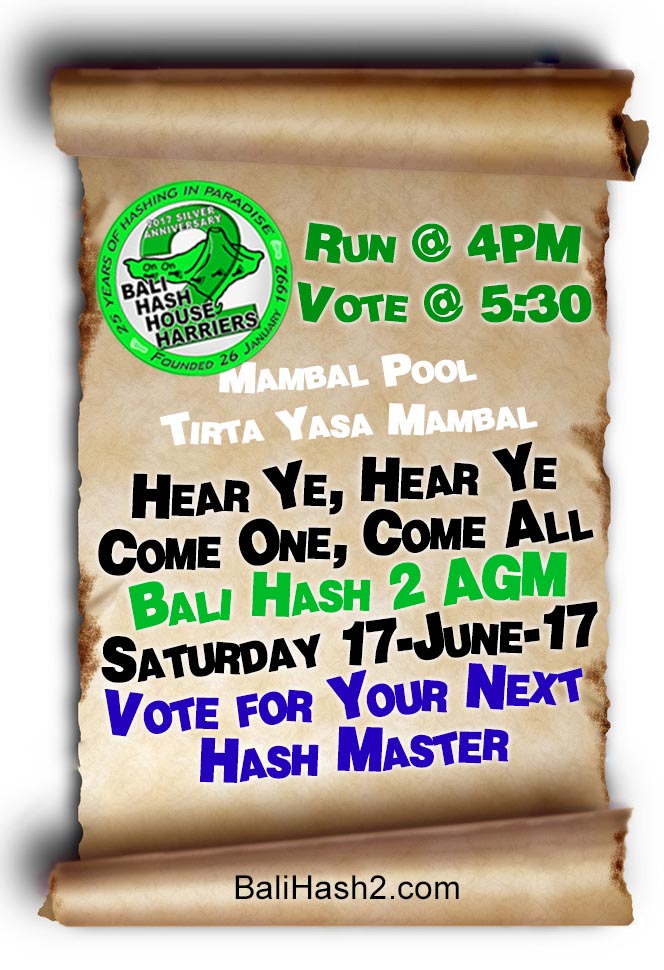 25 YEARS OF HASHING IN PARADISE
2017 SILVER
ANNIVERSARY
2
On On
BALI
HASH
HOUSE
HARRIERS
FOUNDED 26 JANUARY 1992
RUN @ 4PM
VOTE @ 5:30
MAMBAL POOL
TIRTA YASA MAMBAL
HEAR YE, HEAR YE
COME ONE, COME ALL
BALI HASH 2 AGM
SATURDAY 17-JUNE-17
VOTE FOR YOUR NEXT
HASH MASTER
BaliHash2.com